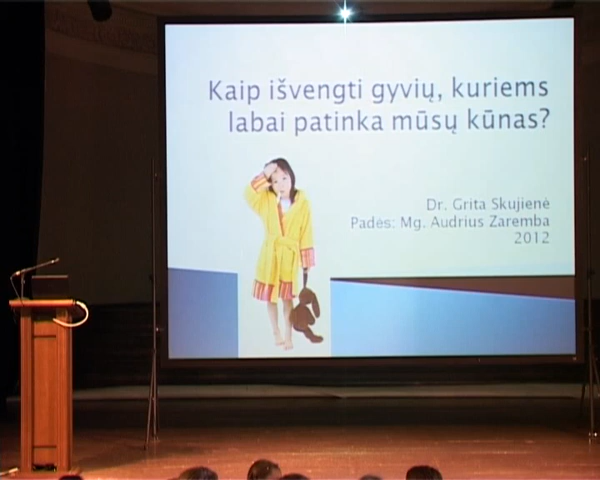 Kaip išvengti gyvių, kuriems
labai patinka mūsų kūnas?
Dr. Grita Skujienė
Padės: Mg. Audrius Zaremba
2012